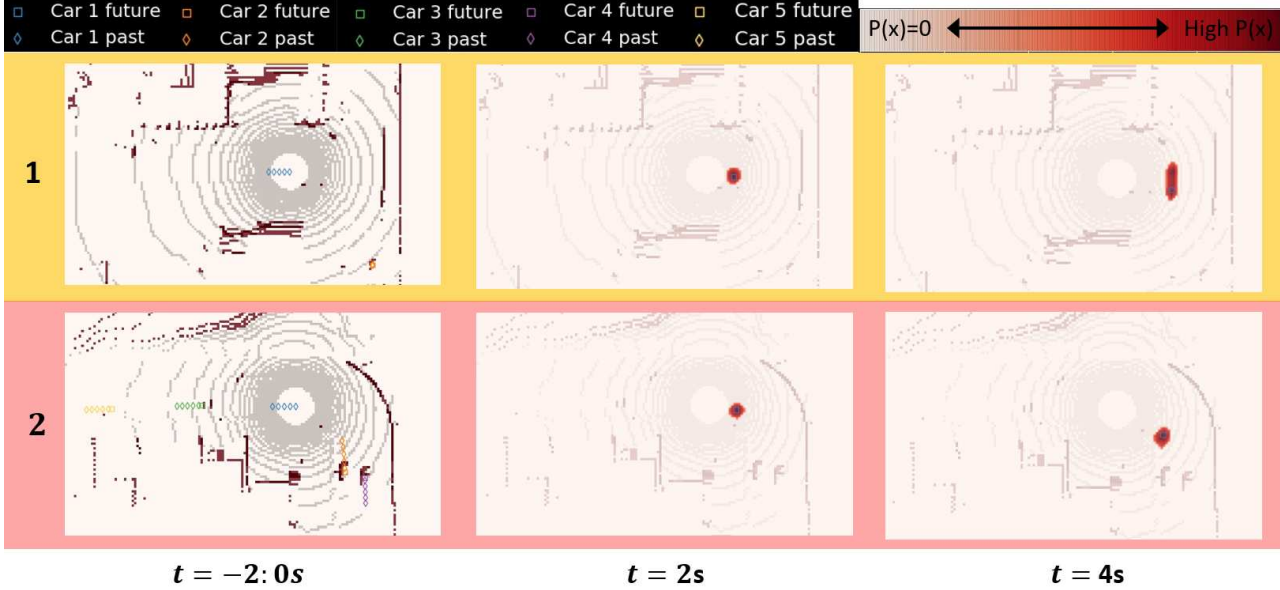 Car 1 future Car 2 future Car 3 future Car 4 future Car 5 future
Car 1 past Car 2 past Car 3 past Car 4 past Car 5 past
P(x)=0 High P(x)
1
2
t = −2: 0s t = 2s t = 4s